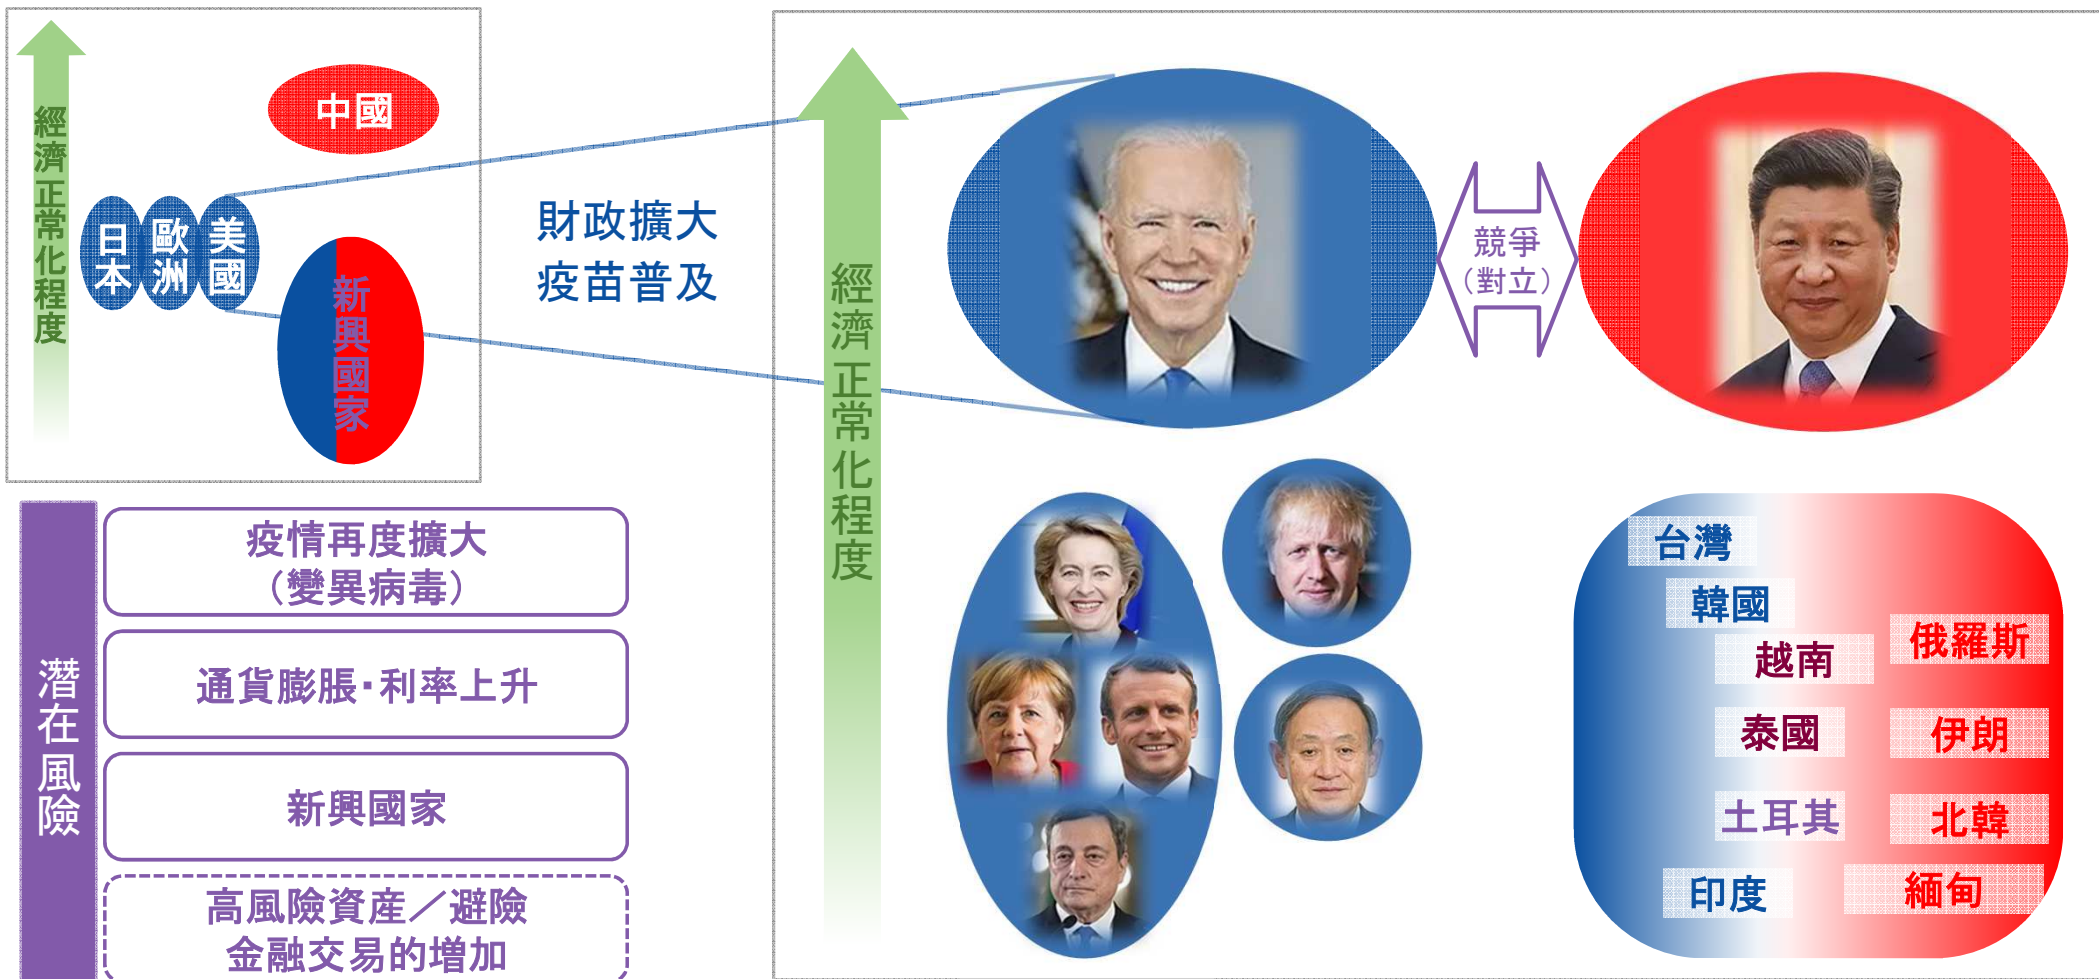 經濟正常化程度
中國
日本
歐洲
美國
新興國家
財政擴大
疫苗普及
潛在風險
疫情再度擴大
(變異病毒)
通貨膨脹▪利率上升
新興國家
高風險資産／避險
金融交易的增加
經濟正常化程度
競爭
(對立)
台灣
韓國
越南
俄羅斯
泰國
伊朗
土耳其
北韓
印度
緬甸